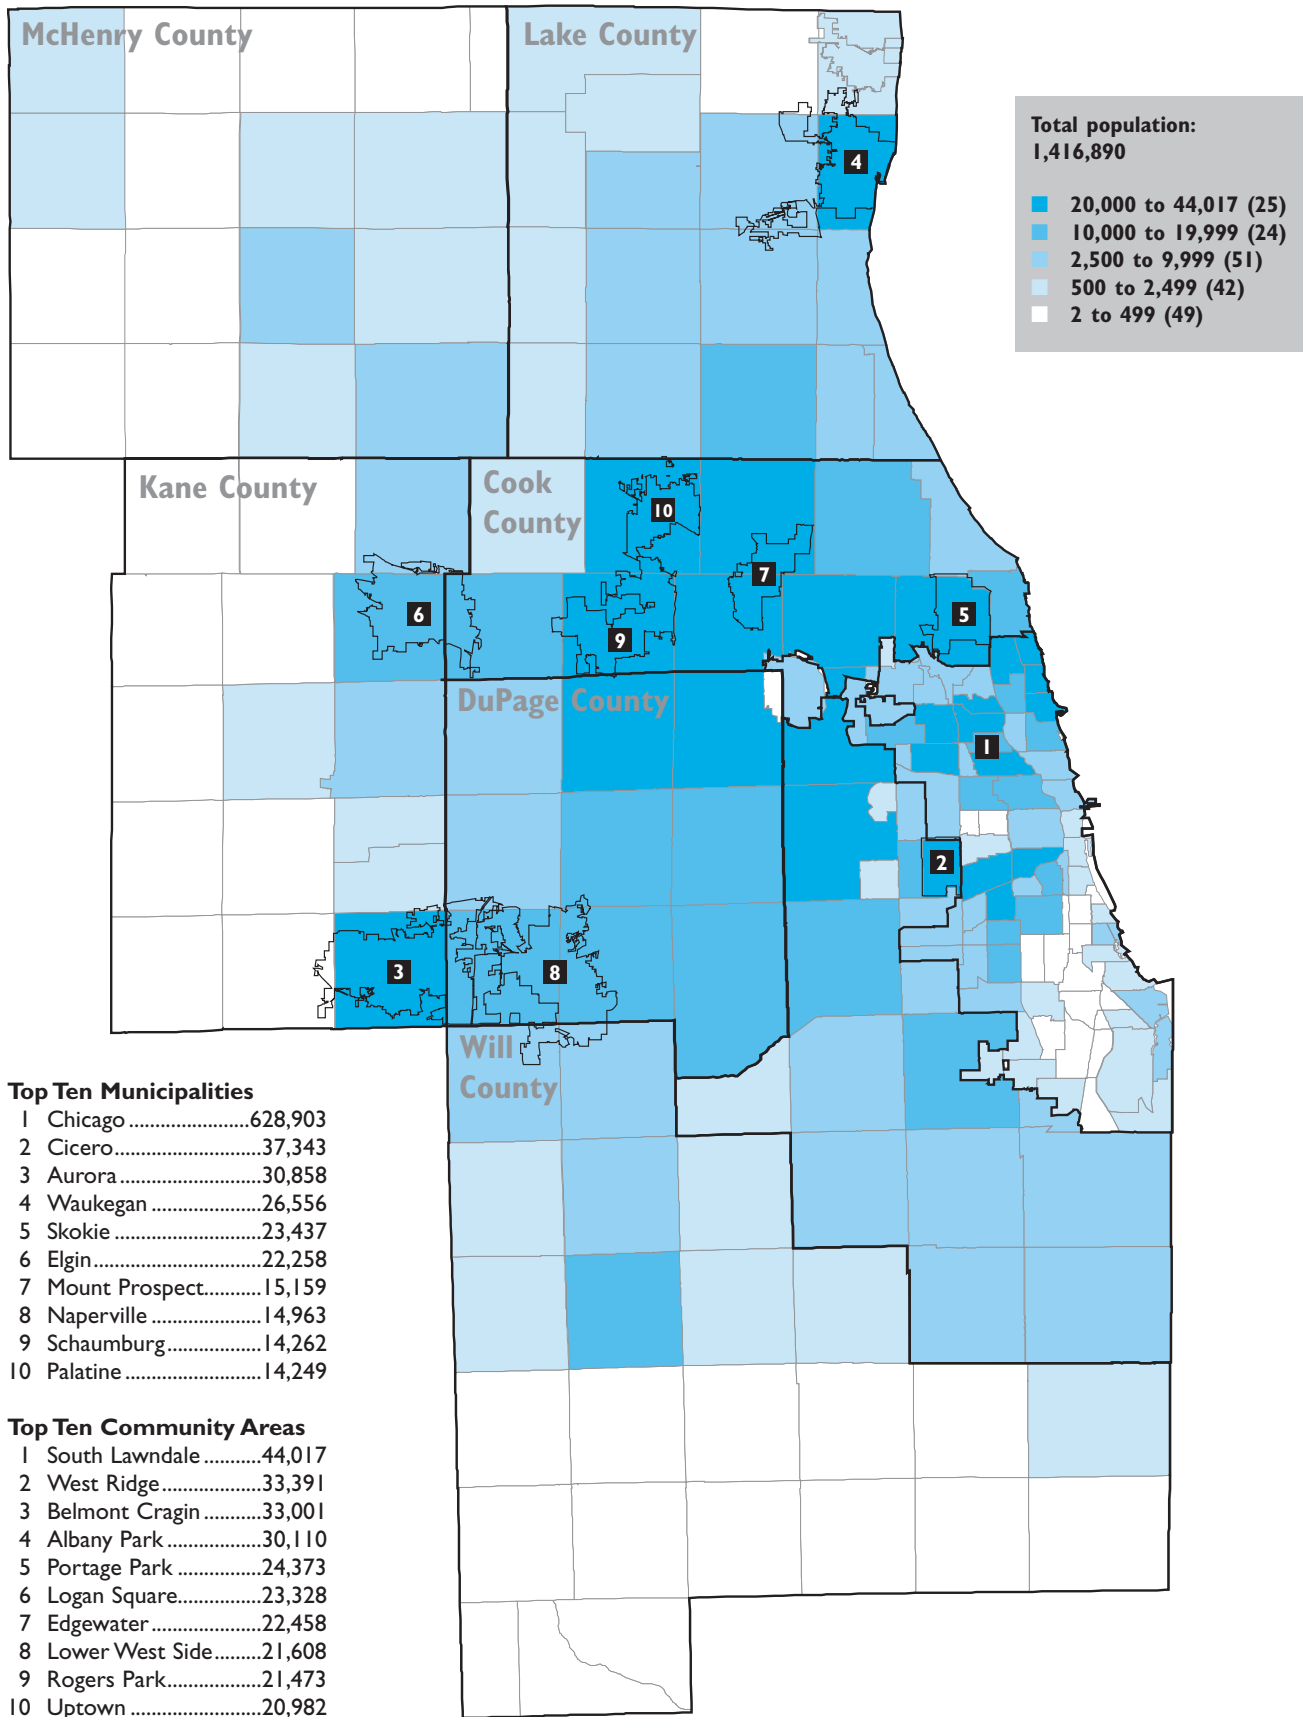 McHenry County
Lake County
Total population:
1,416,890
20,000 to 44,017 (25)
10,000 to 19,999 (24)
2,500 to 9,999 (51)
500 to 2,499 (42)
2 to 499 (49)
4
Kane County
Cook
County
10
7
6
9
5
DuPage County
1
2
3
8
Will
County
Top Ten Municipalities
1 Chicago ......................628,903
2 Cicero......................37,343
3 Aurora ......................30,858
4 Waukegan .................26,556
5 Skokie ......................23,437
6 Elgin..........................22,258
7 Mount Prospect...........15,159
8 Naperville .................14,963
9 Schaumburg................14,262
10 Palatine ....................14,249
Top Ten Community Areas
1 South Lawndale ...........44,017
2 West Ridge.................33,391
3 Belmont Cragin ...........33,001
4 Albany Park ................30,110
5 Portage Park ..............24,373
6 Logan Square..............23,328
7 Edgewater ..................22,458
8 Lower West Side.........21,608
9 Rogers Park................21,473
10 Uptown ......................20,982